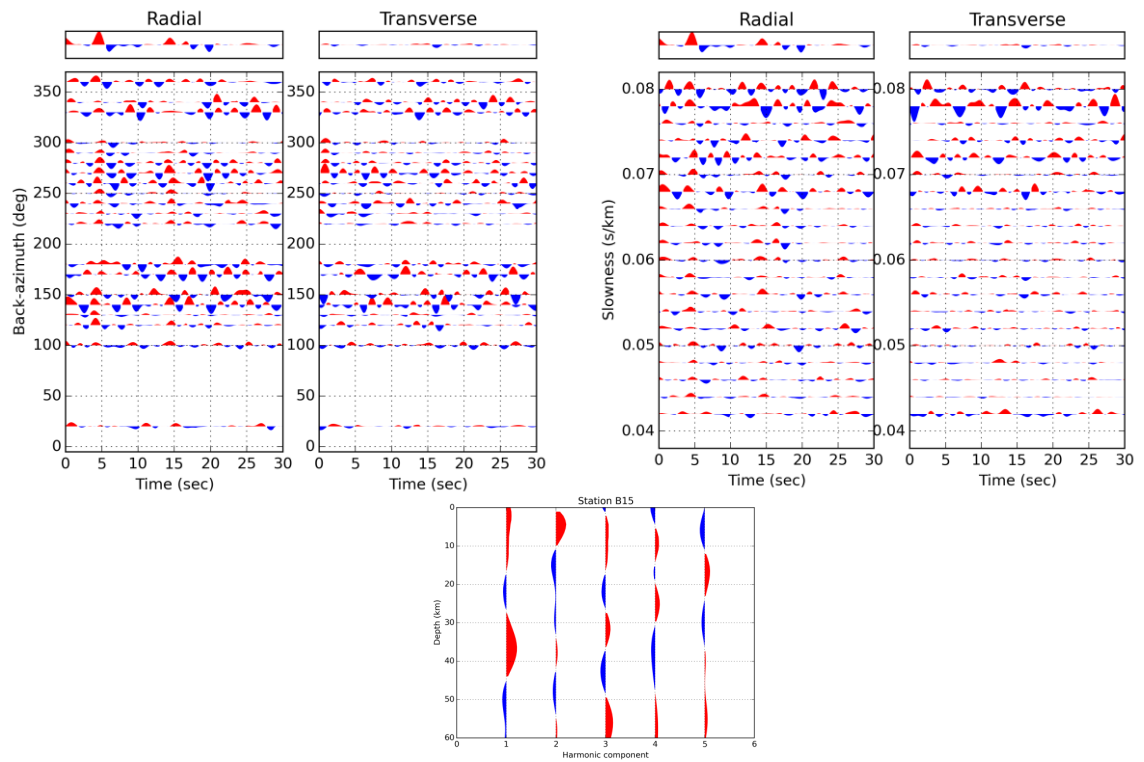 Radial
Transverse
Radial
Transverse
Back-azimuth (deg)
350
300
250
200
150
100
50
0
350
300
250
200
150
100
50
0
0 5 10 15 20 25 30
0 5 10 15 20 25 30
Time (sec)
Time (sec)
Slowness (s/km)
0.08
0.07
0.06
0.05
0.04
0.08
0.07
0.06
0.05
0.04
0 5 10 15 20 25 30
0 5 10 15 20 25 30
Time (sec)
Time (sec)
Station B15
Depth (km)
0
10
20
30
40
50
60
0 1 2 3 4 5 6
Harmonic component